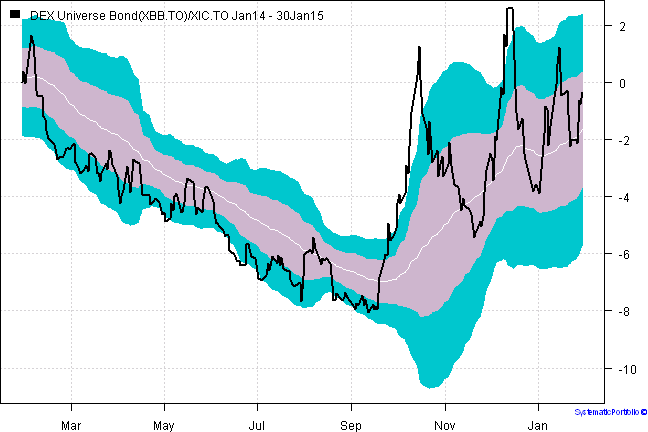 DEX Universe Bond(XBB.TO)/XIC.TO Jan14 - 30Jan15
2
0
-2
-4
-6
-8
-10
Mar May Jul Sep Nov Jan
SystematicPortfolio ©